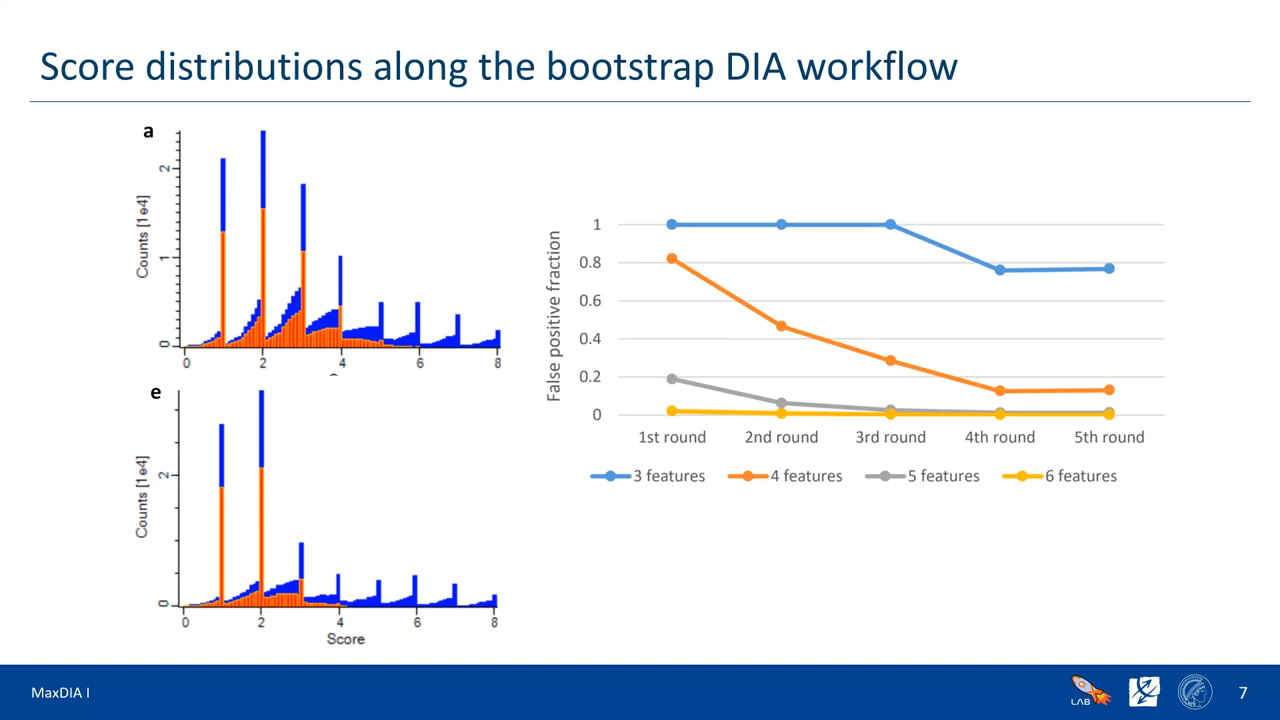 Score distributions along the bootstrap DIA workflow
a
Counts [1e4]
2
1
0
0 2 4 6 8
e
Counts [1e4]
2
0
0 2 4 6 8
Score
False positive fraction
1
0.8
0.6
0.4
0.2
0
1st round 2nd round 3rd round 4th round 5th round
3 features 4 features 5 features 6 features
MaxDIA I
LAB
7